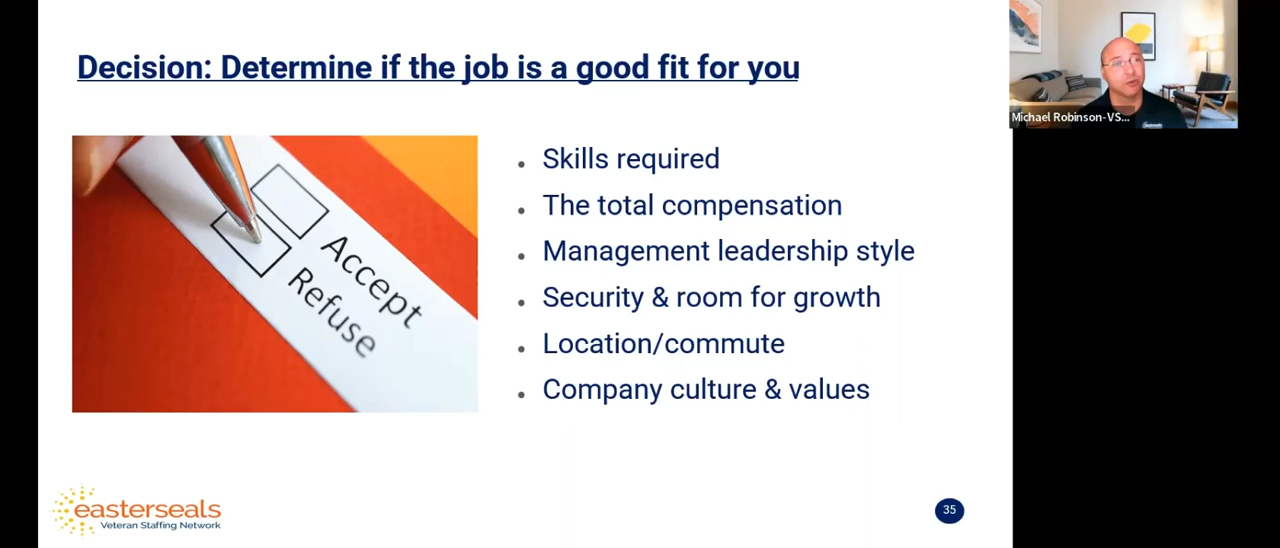 Decision: Determine if the job is a good fit for you
Michael Robinson-VS...
Accept
Refuse
• Skills required
• The total compensation
• Management leadership style
• Security & room for growth
• Location/commute
• Company culture & values
easterseals
Veteran Staffing Network
35